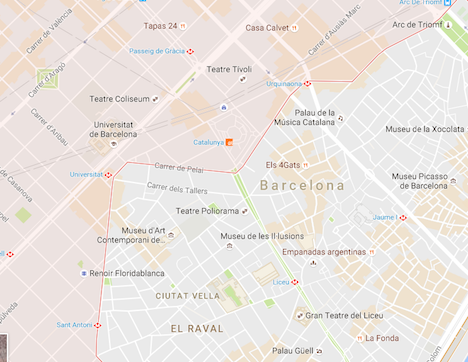 Arc De Triomf
Carrer de València
Tapas 24
Casa Calvet
Arc de Triomf
Passeig de Gràcia
Carrer d'Ausiàs Marc
Carrer d'Aragó
Teatre Tívoli
Urquinaona
Teatre Coliseum
Palau de la
Música Catalana
Carrer d'Aribau
Universitat
de Barcelona
Museu de la Xocolata
Catalunya
Els 4Gats
Carrer de Pelai
Universitat
Museu Picasso
de Barcelona
Barcelona
Carrer dels Tallers
de Casanova
Teatre Poliorama
Jaume I
Museu d'Art
Contemporani de...
Museu de les Il·lusions
Empanadas argentinas
Renoir Floridablanca
Liceu
CIUTAT VELLA
Sepúlveda
Gran Teatre del Liceu
Sant Antoni
EL RAVAL
La Fonda
Palau Güell